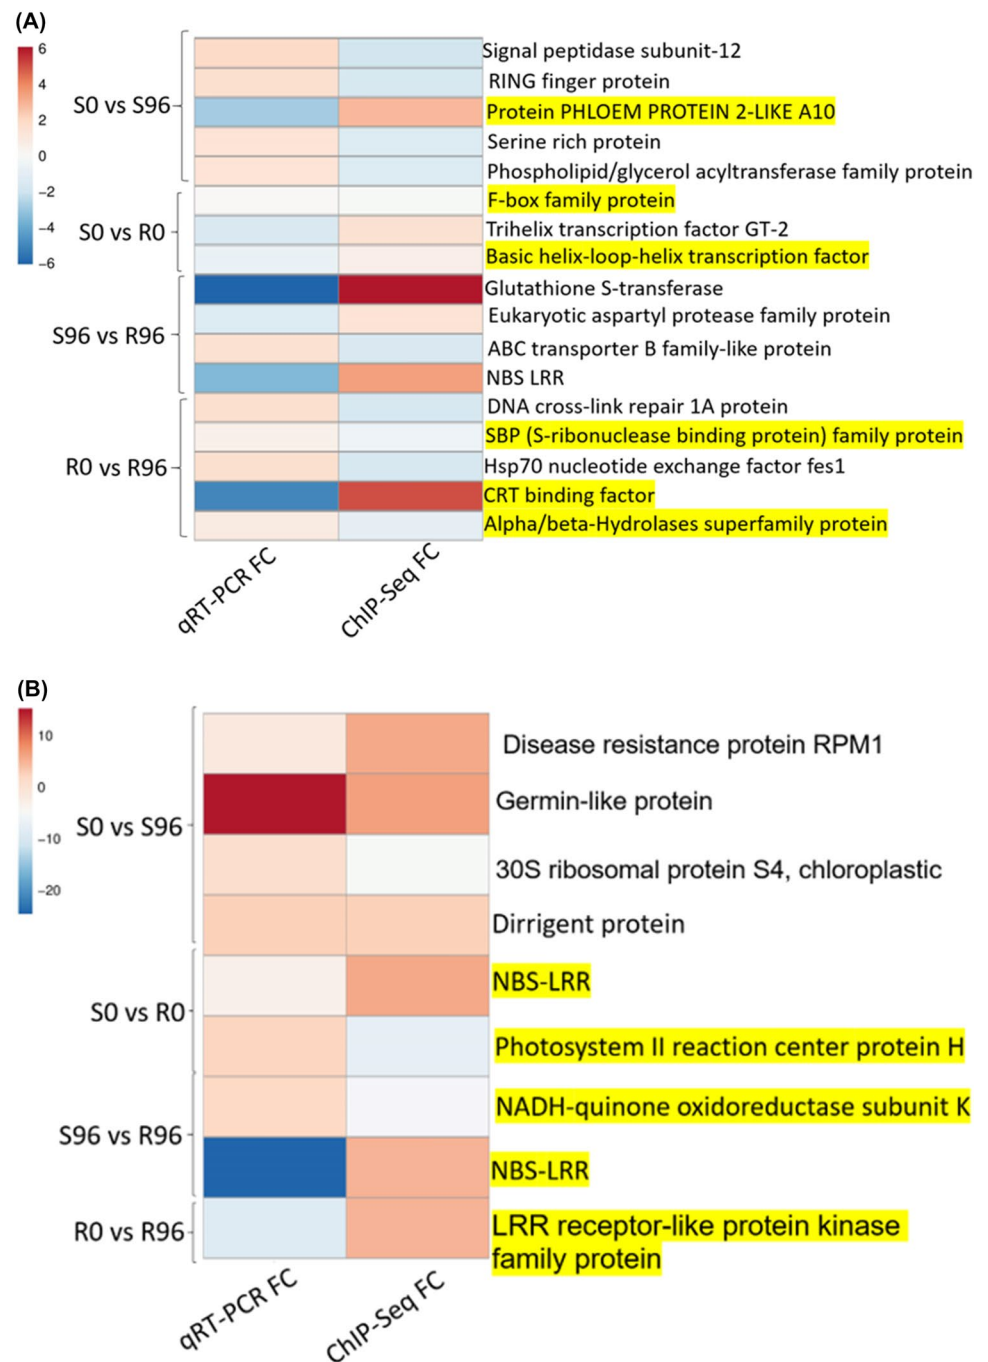 (A)
6
4
2
0
−2
−4
−6
S0 vs S96
S0 vs R0
S96 vs R96
R0 vs R96
Signal peptidase subunit-12
RING finger protein
Protein PHLOEM PROTEIN 2-LIKE A10
Serine rich protein
Phospholipid/glycerol acyltransferase family protein
F-box family protein
Trihelix transcription factor GT-2
Basic helix-loop-helix transcription factor
Glutathione S-transferase
Eukaryotic aspartyl protease family protein
ABC transporter B family-like protein
NBS LRR
DNA cross-link repair 1A protein
SBP (S-ribonuclease binding protein) family protein
Hsp70 nucleotide exchange factor fes1
CRT binding factor
Alpha/beta-Hydrolases superfamily protein
qRT-PCR FC
ChIP-Seq FC
(B)
10
0
−10
−20
S0 vs S96
S0 vs R0
S96 vs R96
R0 vs R96
Disease resistance protein RPM1
Germin-like protein
30S ribosomal protein S4, chloroplastic
Dirrigent protein
NBS-LRR
Photosystem II reaction center protein H
NADH-quinone oxidoreductase subunit K
NBS-LRR
LRR receptor-like protein kinase
family protein
qRT-PCR FC
ChIP-Seq FC